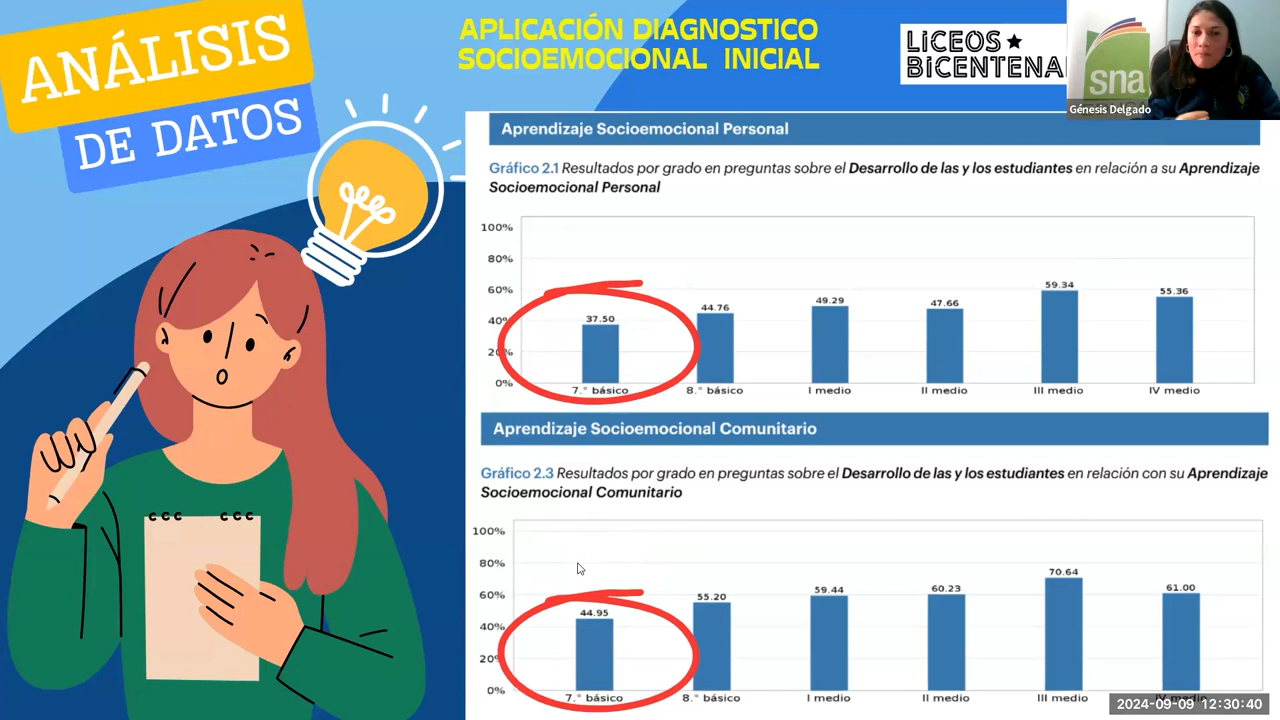 ANÁLISIS
DE DATOS
APLICACIÓN DIAGNOSTICO
SOCIOEMOCIONAL INICIAL
LiCEOS
BiCENTENA
sna
Génesis Delgado
Aprendizaje Socioemocional Personal
Gráfico 2.1 Resultados por grado en preguntas sobre el Desarrollo de las y los estudiantes en relación a su Aprendizaje
Socioemocional Personal
100%
80%
60%
40%
20%
0%
37.50
44.76
49.29
47.66
59.34
55.36
7.° básico
8.° básico
I medio
II medio
III medio
IV medio
Aprendizaje Socioemocional Comunitario
Gráfico 2.3 Resultados por grado en preguntas sobre el Desarrollo de las y los estudiantes en relación con su Aprendizaje
Socioemocional Comunitario
100%
80%
60%
40%
20%
0%
44.95
55.20
59.44
60.23
70.64
61.00
7.° básico
8.° básico
I medio
II medio
III medio
IV medio
2024-09-09 12:30:40